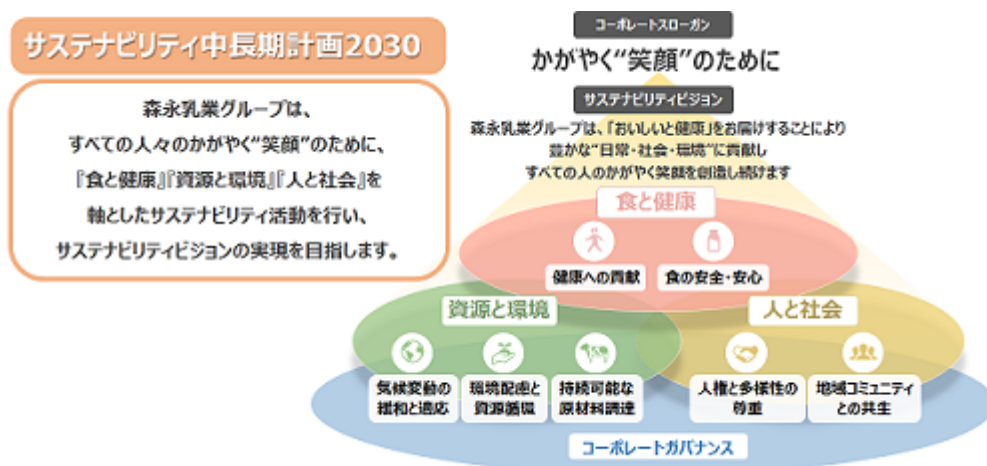 サステナビリティ中長期計画2030
森永乳業グループは、
すべての人々のかがやく“笑顔”のために、
『食と健康』『資源と環境』『人と社会』を
軸としたサステナビリティ活動を行い、
サステナビリティビジョンの実現を目指します。
コーポレートスローガン
かがやく“笑顔”のために
サステナビリティビジョン
森永乳業グループは、「おいしいと健康」をお届けすることにより
豊かな“日常・社会・環境”に貢献し
すべての人のかがやく笑顔を創造し続けます
食と健康
健康への貢献
食の安全・安心
資源と環境
気候変動の
緩和と適応
環境配慮と
資源循環
持続可能な
原材料調達
人と社会
人権と多様性の
尊重
地域コミュニティ
との共生
コーポレートガバナンス